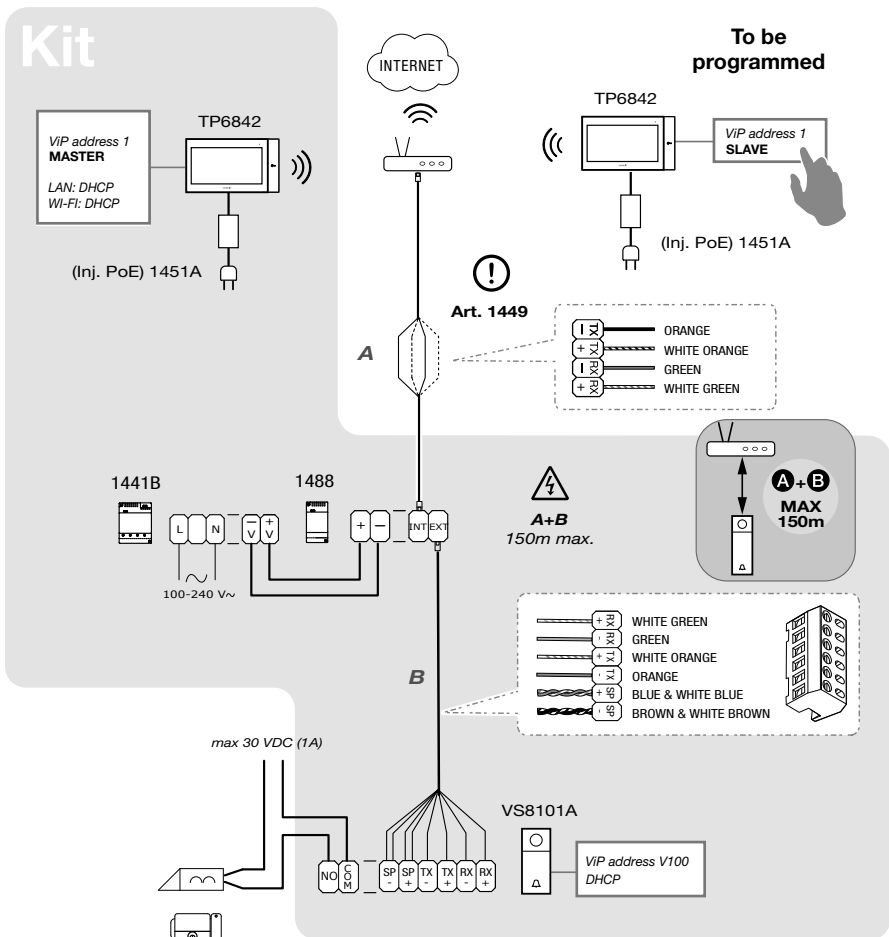 Kit
INTERNET
To be
programmed
TP6842
ViP address 1
MASTER
LAN: DHCP
WI-FI: DHCP
(Inj. PoE) 1451A
TP6842
ViP address 1
SLAVE
(Inj. PoE) 1451A
Art. 1449
A
- TX ORANGE
+ TX WHITE ORANGE
- RX GREEN
+ RX WHITE GREEN
1441B
1488
L N
- V
+ V
+ -
INT EXT
100-240 V~
A+B
150m max.
A+B
MAX
150m
B
+ RX WHITE GREEN
- RX GREEN
+ TX WHITE ORANGE
- TX ORANGE
+ SP BLUE & WHITE BLUE
- SP BROWN & WHITE BROWN
max 30 VDC (1A)
VS8101A
NO COM
SP - SP + TX - TX + RX - RX +
ViP address V100
DHCP